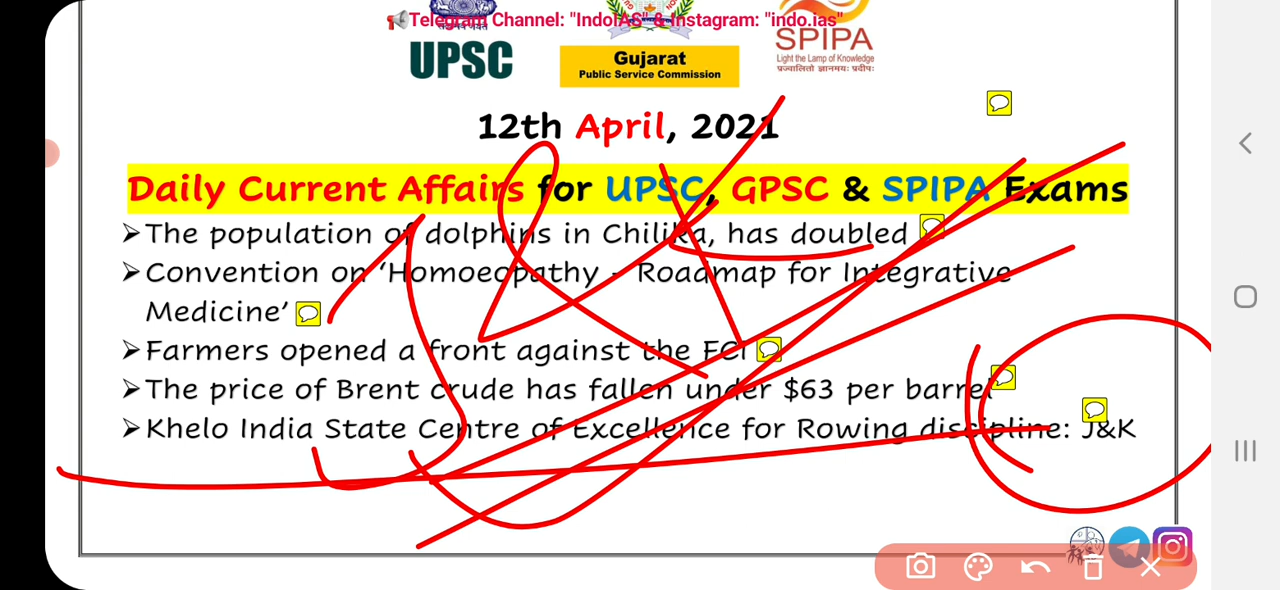 📢Telegram Channel: "IndoIAS" & Instagram: "indo.ias"
UPSC
Gujarat
Public Service Commission
SPIPA
Light the Lamp of Knowledge
प्रज्वालितो ज्ञानमयः प्रदीपः
12th April, 2021
Daily Current Affairs for UPSC, GPSC & SPIPA Exams
➢The population of dolphins in Chilika, has doubled
➢Convention on ‘Homoeopathy - Roadmap for Integrative
Medicine’
➢Farmers opened a front against the FCI
➢The price of Brent crude has fallen under $63 per barrel
➢Khelo India State Centre of Excellence for Rowing discipline: J&K